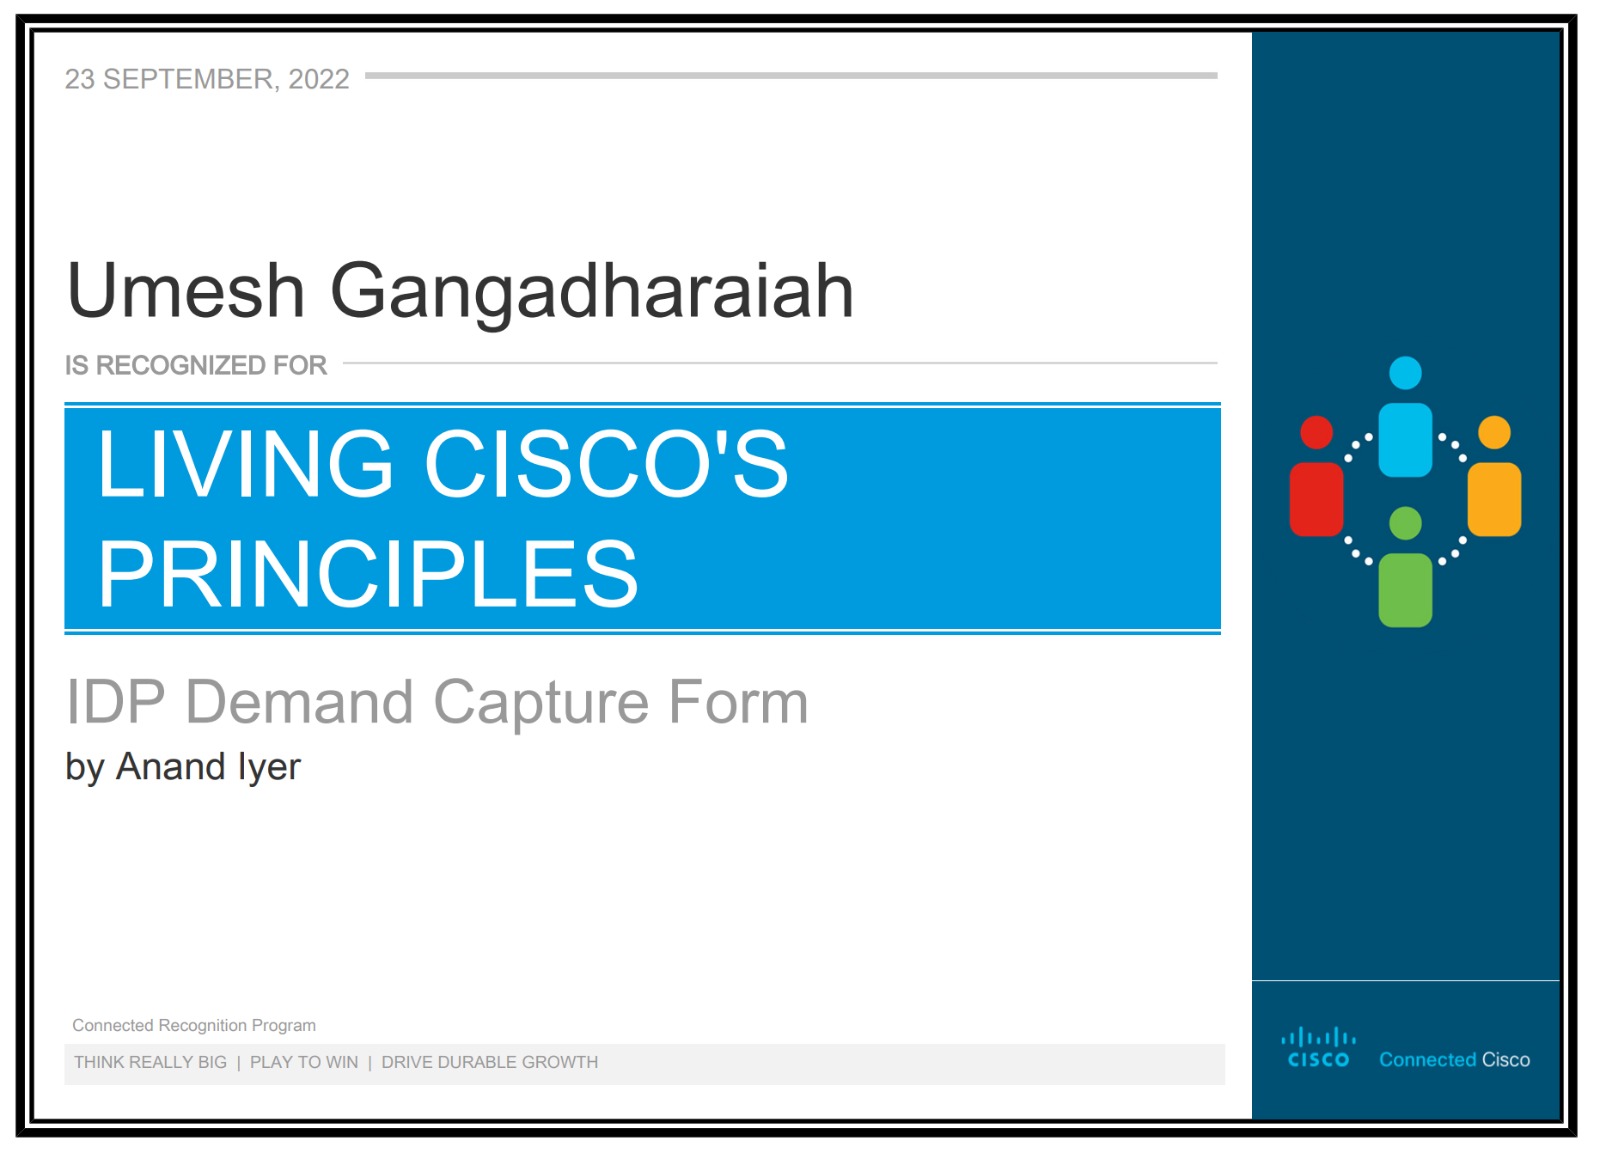 23 SEPTEMBER, 2022
Umesh Gangadharaiah
IS RECOGNIZED FOR
LIVING CISCO'S
PRINCIPLES
IDP Demand Capture Form
by Anand Iyer
Connected Recognition Program
THINK REALLY BIG | PLAY TO WIN | DRIVE DURABLE GROWTH
CISCO
Connected Cisco